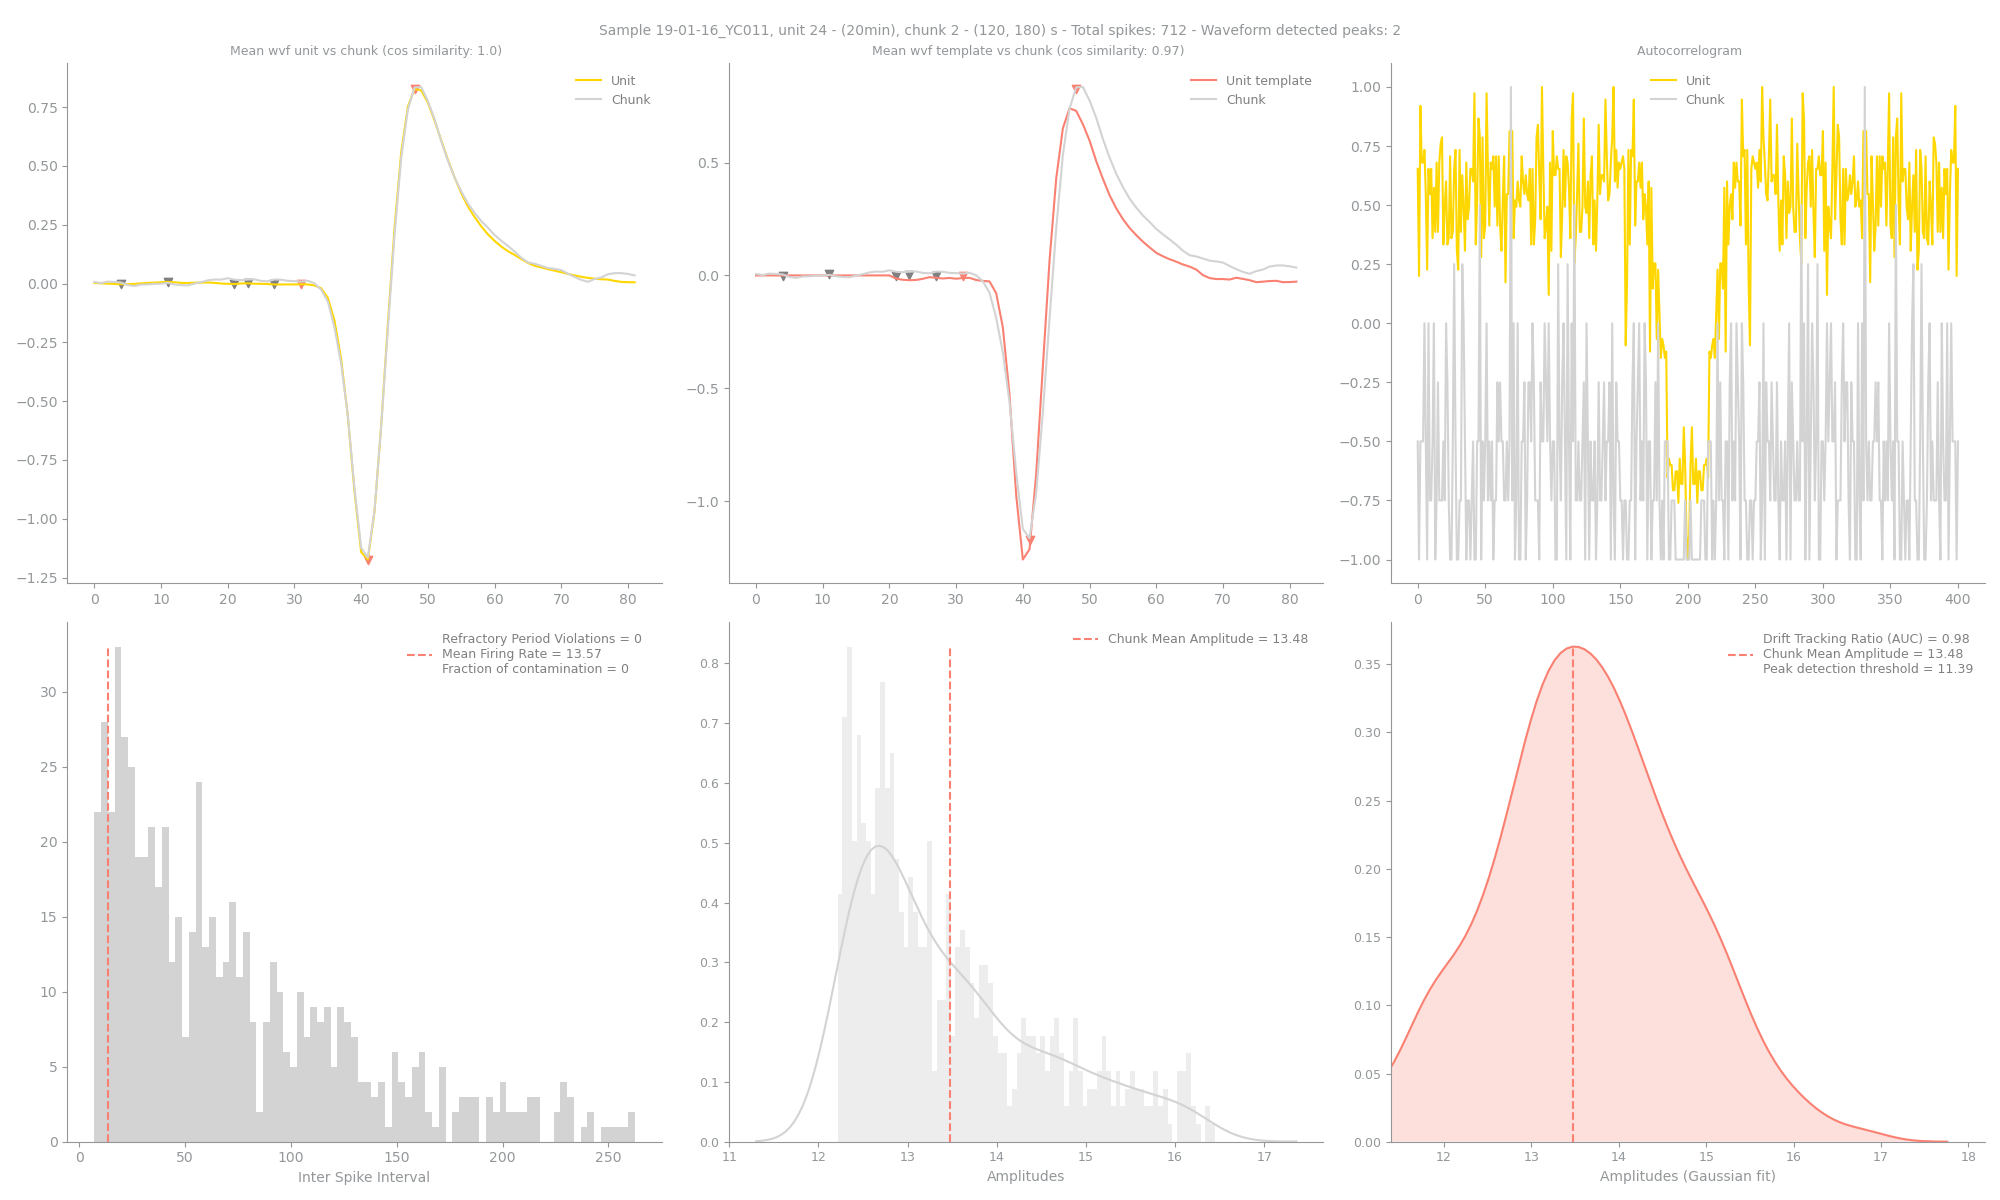 Sample 19-01-16_YC011, unit 24 - (20min), chunk 2 - (120, 180) s - Total spikes: 712 - Waveform detected peaks: 2
Mean wvf unit vs chunk (cos similarity: 1.0)
Unit
Chunk
0.75
0.50
0.25
0.00
−0.25
−0.50
−0.75
−1.00
−1.25
0 10 20 30 40 50 60 70 80
Mean wvf template vs chunk (cos similarity: 0.97)
Unit template
Chunk
0.5
0.0
−0.5
−1.0
0 10 20 30 40 50 60 70 80
Autocorrelogram
Unit
Chunk
1.00
0.75
0.50
0.25
0.00
−0.25
−0.50
−0.75
−1.00
0 50 100 150 200 250 300 350 400
Refractory Period Violations = 0
Mean Firing Rate = 13.57
Fraction of contamination = 0
30
25
20
15
10
5
0
0 50 100 150 200 250
Inter Spike Interval
Chunk Mean Amplitude = 13.48
0.8
0.7
0.6
0.5
0.4
0.3
0.2
0.1
0.0
11 12 13 14 15 16 17
Amplitudes
Drift Tracking Ratio (AUC) = 0.98
Chunk Mean Amplitude = 13.48
Peak detection threshold = 11.39
0.35
0.30
0.25
0.20
0.15
0.10
0.05
0.00
12 13 14 15 16 17 18
Amplitudes (Gaussian fit)